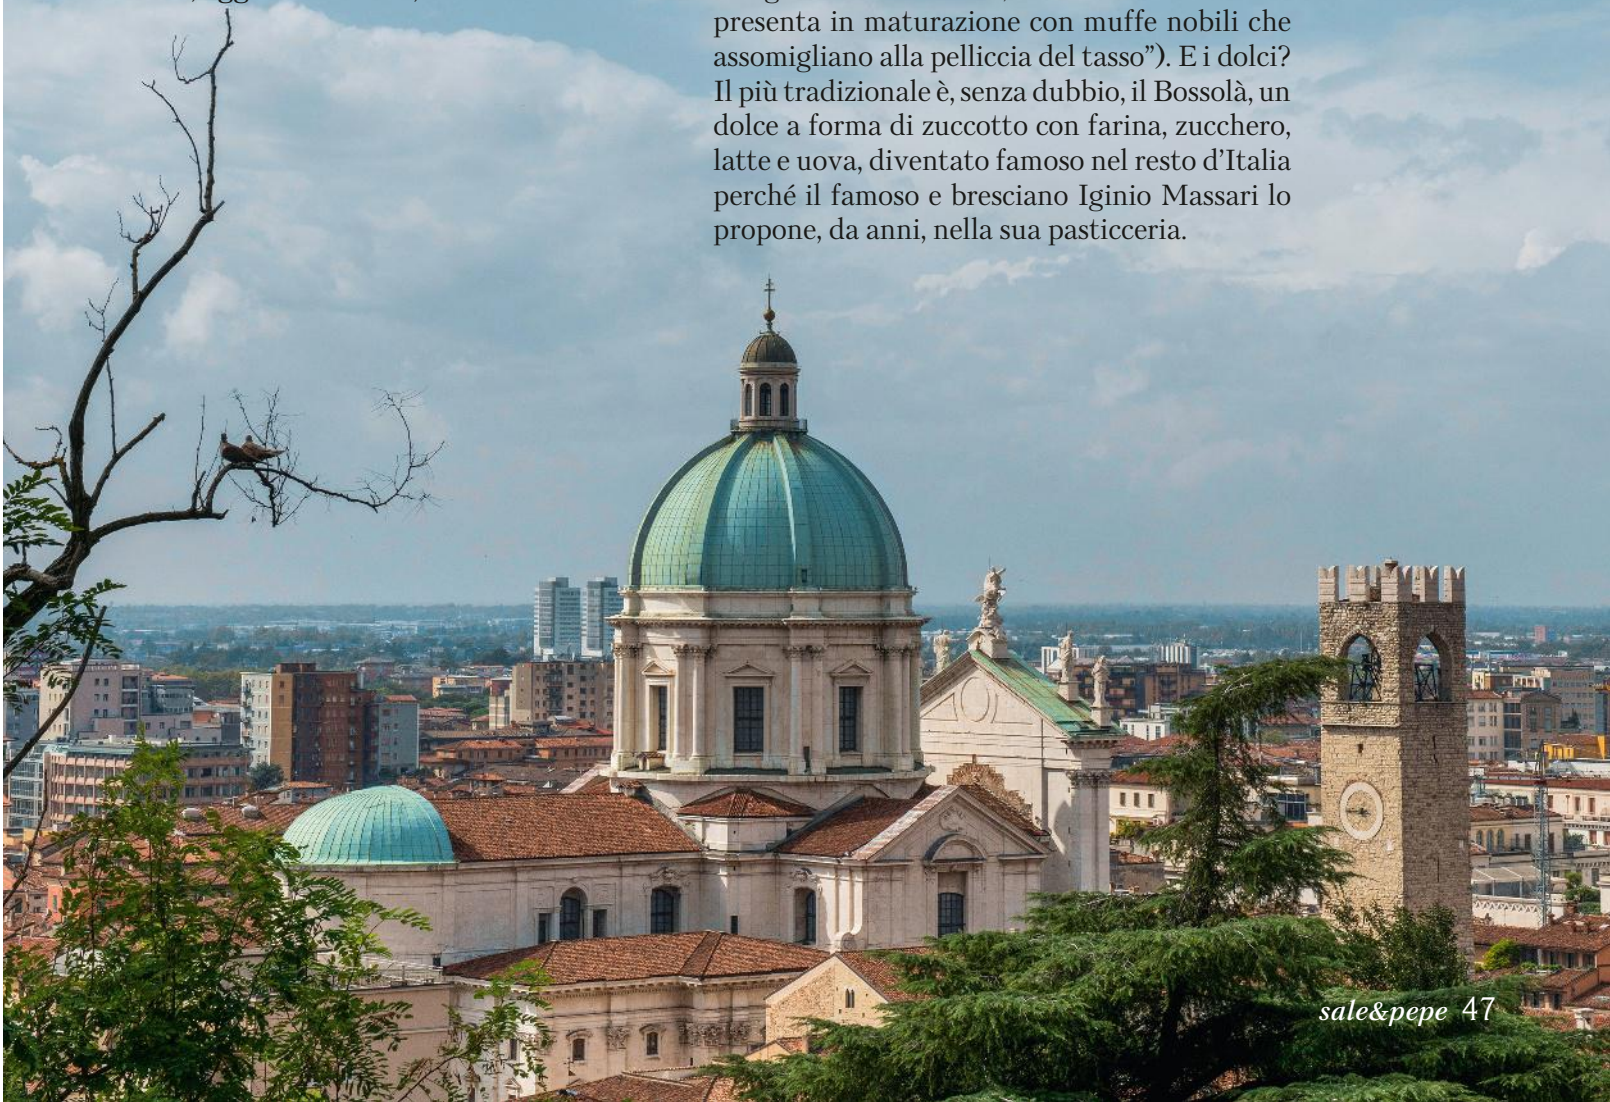 presenta in maturazione con muffe nobili che
assomigliano alla pelliccia del tasso”). E i dolci?
Il più tradizionale è, senza dubbio, il Bossolà, un
dolce a forma di zuccotto con farina, zucchero,
latte e uova, diventato famoso nel resto d’Italia
perché il famoso e bresciano Iginio Massari lo
propone, da anni, nella sua pasticceria.
sale&pepe 47